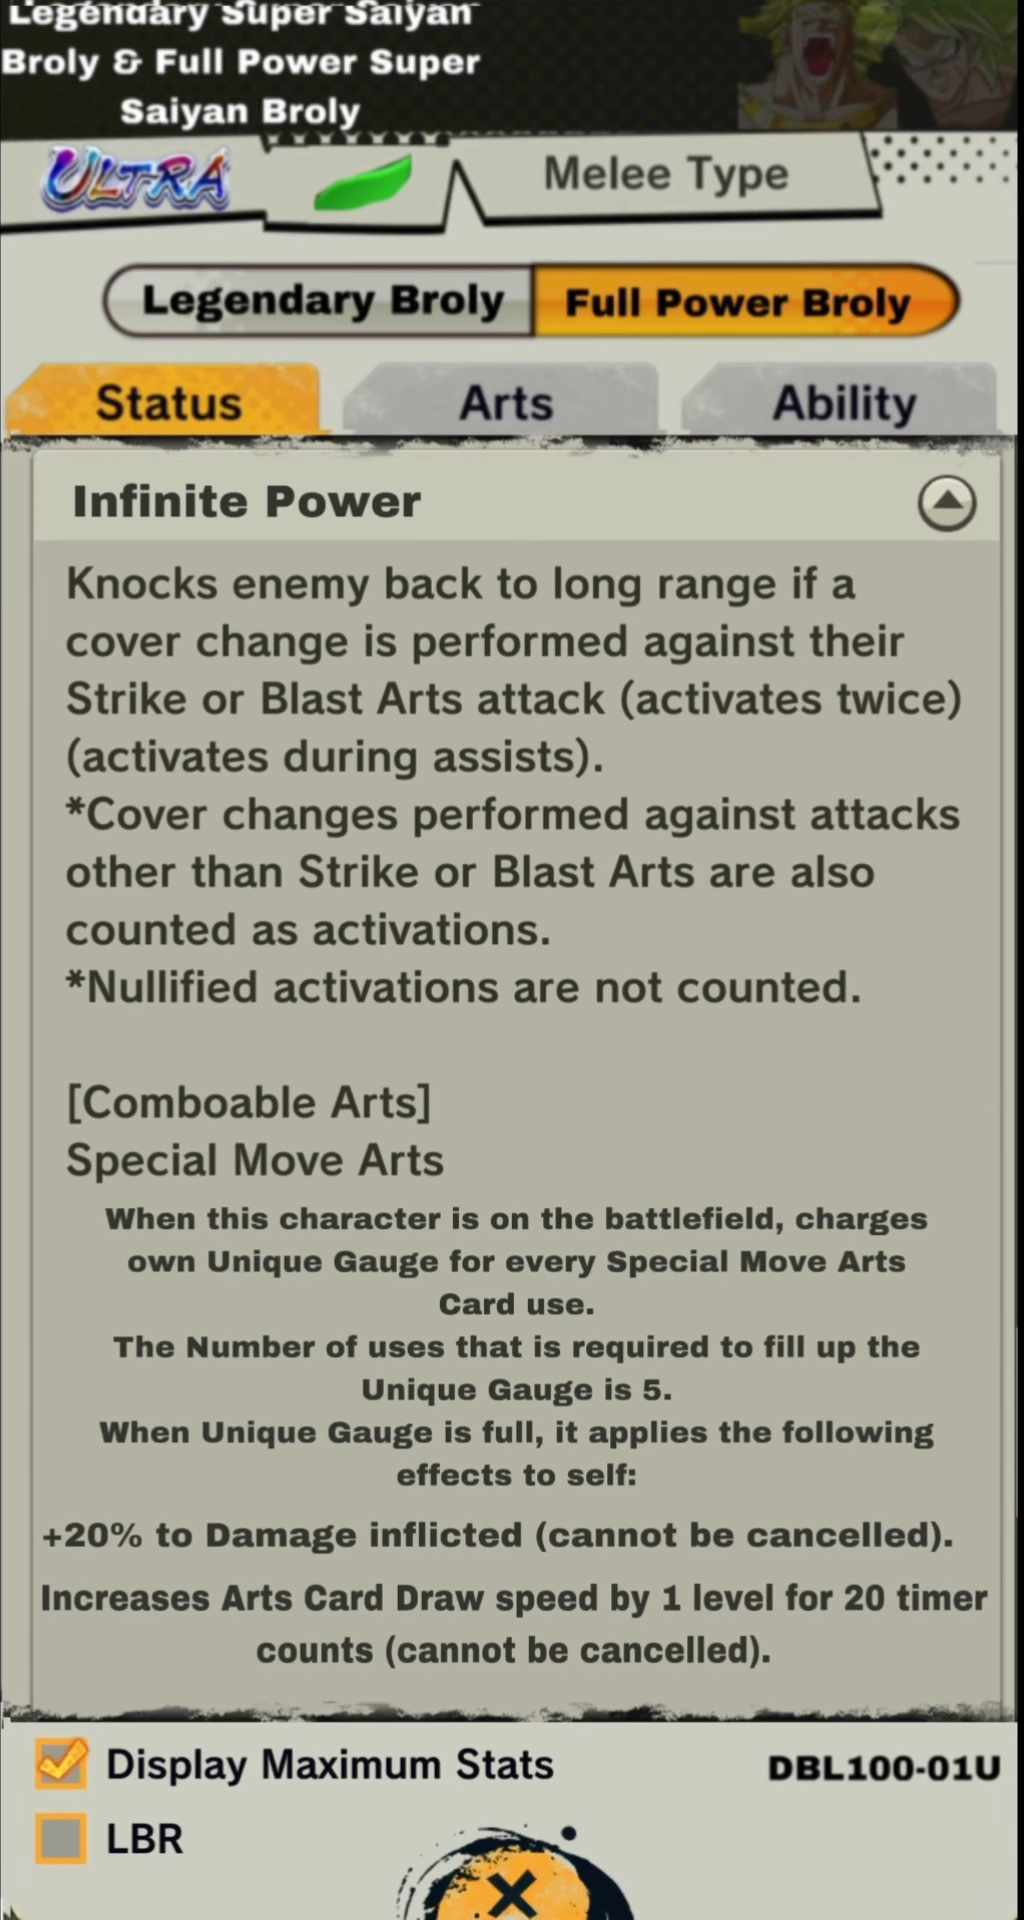 Legendary Super Saiyan
Broly & Full Power Super
Saiyan Broly
ULTRA
Melee Type
Legendary Broly
Full Power Broly
Status
Arts
Ability
Infinite Power
Knocks enemy back to long range if a
cover change is performed against their
Strike or Blast Arts attack (activates twice)
(activates during assists).
*Cover changes performed against attacks
other than Strike or Blast Arts are also
counted as activations.
*Nullified activations are not counted.
[Comboable Arts]
Special Move Arts
When this character is on the battlefield, charges
own Unique Gauge for every Special Move Arts
Card use.
The Number of uses that is required to fill up the
Unique Gauge is 5.
When Unique Gauge is full, it applies the following
effects to self:
+20% to Damage inflicted (cannot be cancelled).
Increases Arts Card Draw speed by 1 level for 20 timer
counts (cannot be cancelled).
Display Maximum Stats
DBL100-01U
LBR